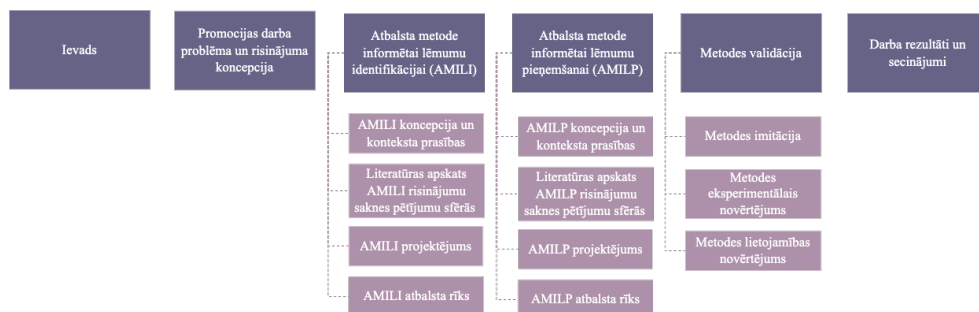 Ievads
Promocijas darba
problēma un risinājuma
koncepcija
Atbalsta metode
informētai lēmumu
identifikācijai (AMILI)
Atbalsta metode
informētai lēmumu
pieņemšanai (AMILP)
Metodes validācija
Darba rezultāti un
secinājumi
AMILI koncepcija un
konteksta prasības
Literatūras apskats
AMILI risinājumu
saknes pētījumu sfērās
AMILI projektējums
AMILI atbalsta rīks
AMILP koncepcija un
konteksta prasības
Literatūras apskats
AMILP risinājumu
saknes pētījumu sfērās
AMILP projektējums
AMILP atbalsta rīks
Metodes imitācija
Metodes
eksperimentālais
novērtējums
Metodes lietojamības
novērtējums